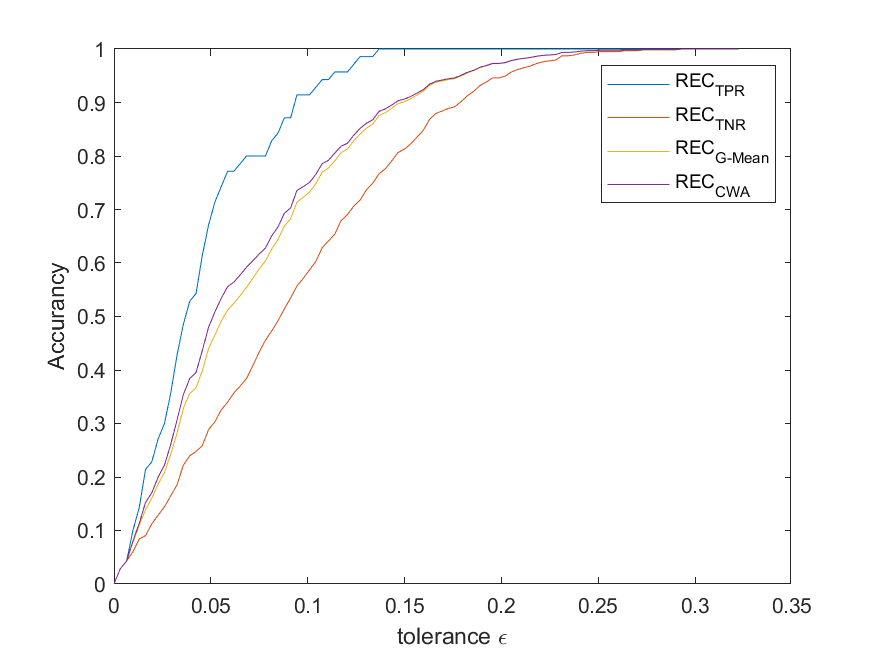 1
0.9
0.8
0.7
0.6
0.5
0.4
0.3
0.2
0.1
0
Accurancy
0 0.05 0.1 0.15 0.2 0.25 0.3 0.35
tolerance ϵ
REC_TPR
REC_TNR
REC_G-Mean
REC_CWA